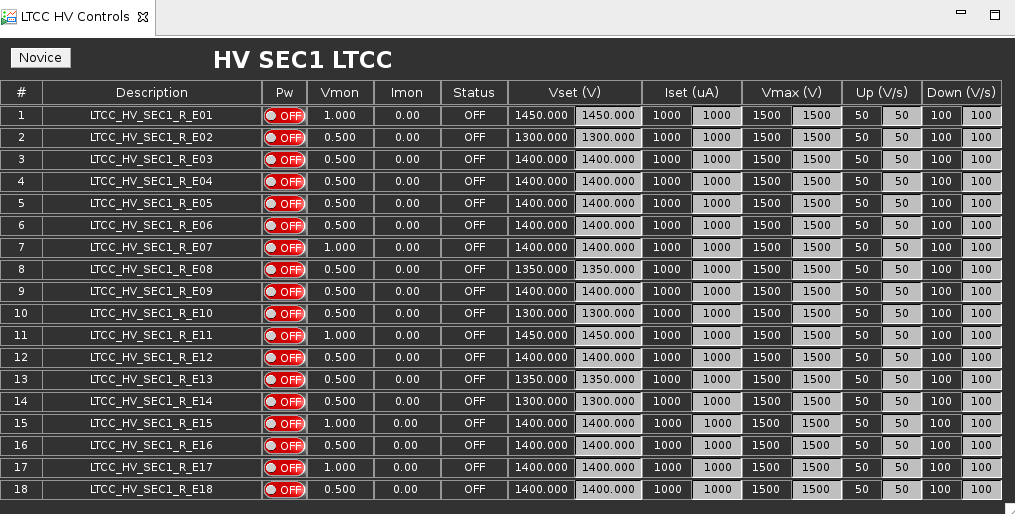 LTCC HV Controls
Novice HV SEC1 LTCC
# Description Pw Vmon Imon Status Vset (V) Iset (uA) Vmax (V) Up (V/s) Down (V/s)
1 LTCC_HV_SEC1_R_E01 OFF 1.000 0.00 OFF 1450.000 1450.000 1000 1000 1500 1500 50 50 100 100
2 LTCC_HV_SEC1_R_E02 OFF 0.500 0.00 OFF 1300.000 1300.000 1000 1000 1500 1500 50 50 100 100
3 LTCC_HV_SEC1_R_E03 OFF 0.500 0.00 OFF 1400.000 1400.000 1000 1000 1500 1500 50 50 100 100
4 LTCC_HV_SEC1_R_E04 OFF 0.500 0.00 OFF 1400.000 1400.000 1000 1000 1500 1500 50 50 100 100
5 LTCC_HV_SEC1_R_E05 OFF 0.500 0.00 OFF 1400.000 1400.000 1000 1000 1500 1500 50 50 100 100
6 LTCC_HV_SEC1_R_E06 OFF 0.500 0.00 OFF 1400.000 1400.000 1000 1000 1500 1500 50 50 100 100
7 LTCC_HV_SEC1_R_E07 OFF 1.000 0.00 OFF 1400.000 1400.000 1000 1000 1500 1500 50 50 100 100
8 LTCC_HV_SEC1_R_E08 OFF 0.500 0.00 OFF 1350.000 1350.000 1000 1000 1500 1500 50 50 100 100
9 LTCC_HV_SEC1_R_E09 OFF 0.500 0.00 OFF 1400.000 1400.000 1000 1000 1500 1500 50 50 100 100
10 LTCC_HV_SEC1_R_E10 OFF 0.500 0.00 OFF 1300.000 1300.000 1000 1000 1500 1500 50 50 100 100
11 LTCC_HV_SEC1_R_E11 OFF 1.000 0.00 OFF 1450.000 1450.000 1000 1000 1500 1500 50 50 100 100
12 LTCC_HV_SEC1_R_E12 OFF 0.500 0.00 OFF 1400.000 1400.000 1000 1000 1500 1500 50 50 100 100
13 LTCC_HV_SEC1_R_E13 OFF 0.500 0.00 OFF 1350.000 1350.000 1000 1000 1500 1500 50 50 100 100
14 LTCC_HV_SEC1_R_E14 OFF 0.500 0.00 OFF 1300.000 1300.000 1000 1000 1500 1500 50 50 100 100
15 LTCC_HV_SEC1_R_E15 OFF 1.000 0.00 OFF 1400.000 1400.000 1000 1000 1500 1500 50 50 100 100
16 LTCC_HV_SEC1_R_E16 OFF 0.500 0.00 OFF 1400.000 1400.000 1000 1000 1500 1500 50 50 100 100
17 LTCC_HV_SEC1_R_E17 OFF 1.000 0.00 OFF 1400.000 1400.000 1000 1000 1500 1500 50 50 100 100
18 LTCC_HV_SEC1_R_E18 OFF 0.500 0.00 OFF 1400.000 1400.000 1000 1000 1500 1500 50 50 100 100